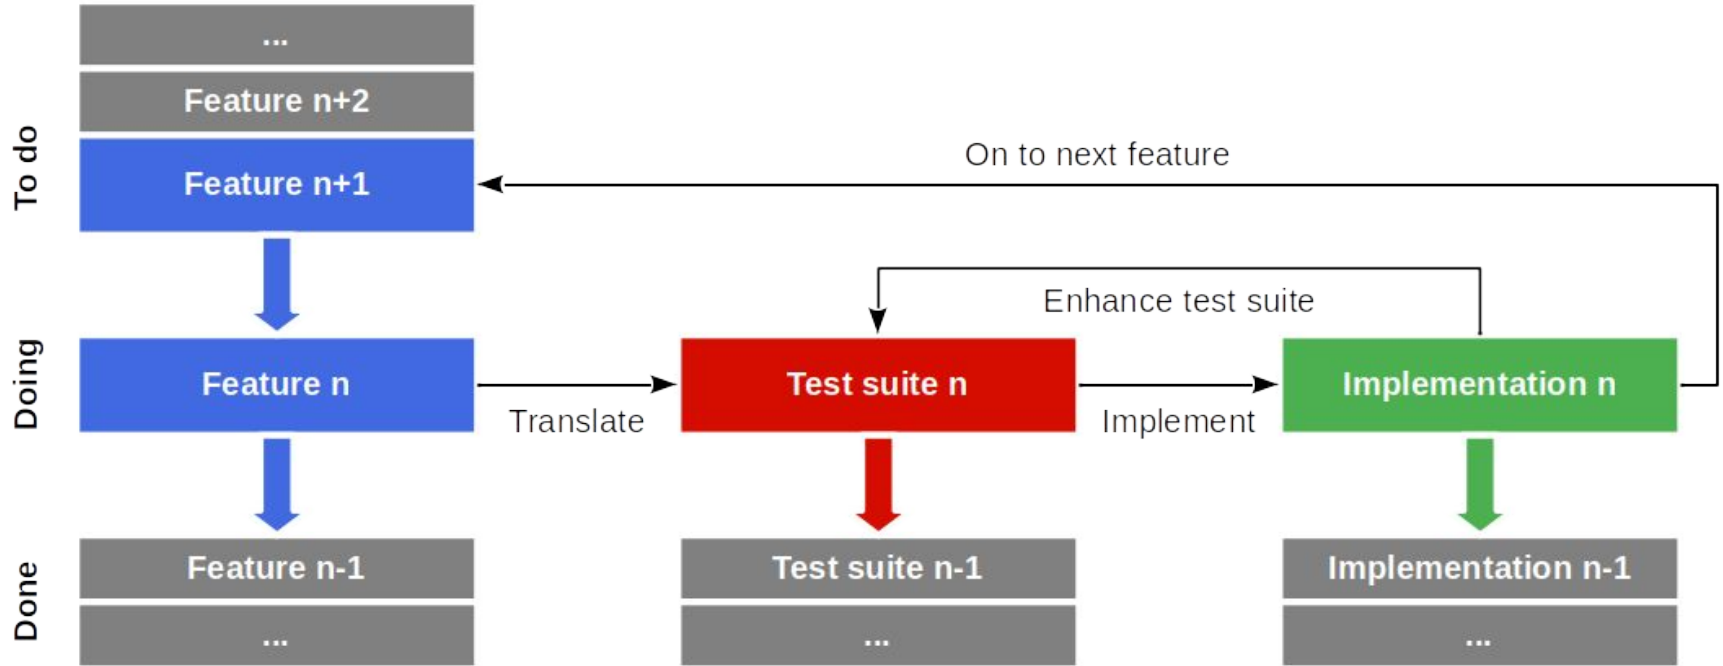 ...
Feature n+2
To do
Feature n+1
On to next feature
Enhance test suite
Doing
Feature n
Translate
Test suite n
Implement
Implementation n
Done
Feature n-1
Test suite n-1
Implementation n-1
...
...
...